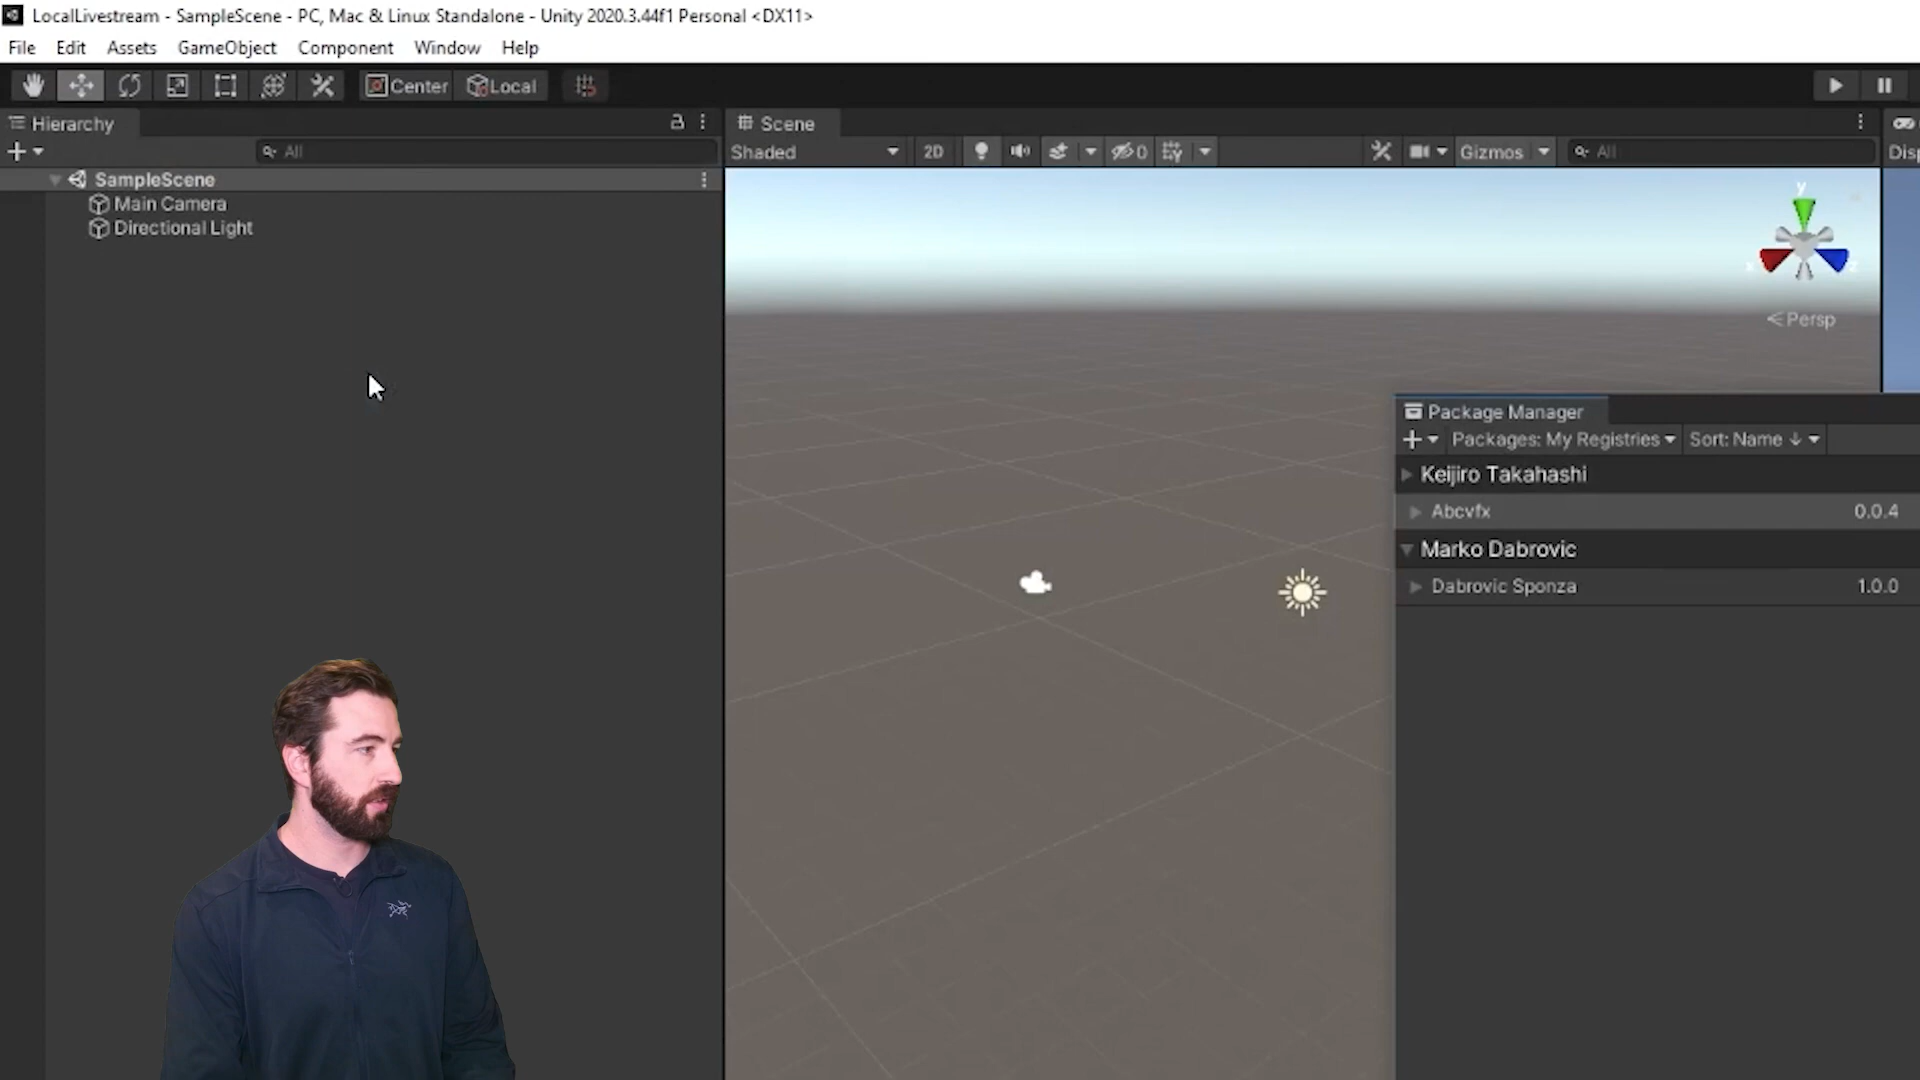 LocalLivestream - SampleScene - PC, Mac & Linux Standalone - Unity 2020.3.44f1 Personal <DX11>
File Edit Assets GameObject Component Window Help
Center Local
Hierarchy
All
SampleScene
Main Camera
Directional Light
Scene
Shaded 2D 0 Gizmos All
Disp
y
Persp
Package Manager
Packages: My Registries Sort: Name ↓
Keijiro Takahashi
Abcvfx 0.0.4
Marko Dabrovic
Dabrovic Sponza 1.0.0